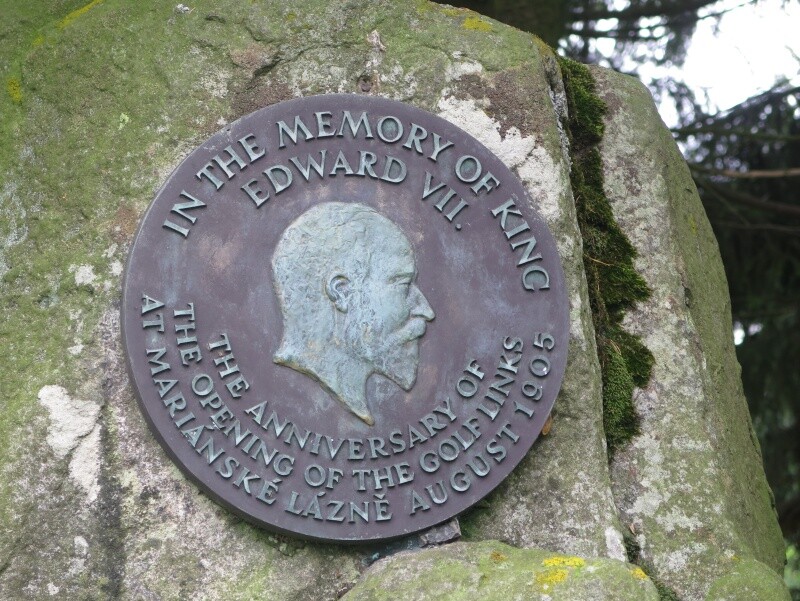 IN THE MEMORY OF KING
EDWARD VII.
THE ANNIVERSARY OF
THE OPENING OF THE GOLF LINKS
AT MARIÁNSKÉ LÁZNĚ AUGUST 1905